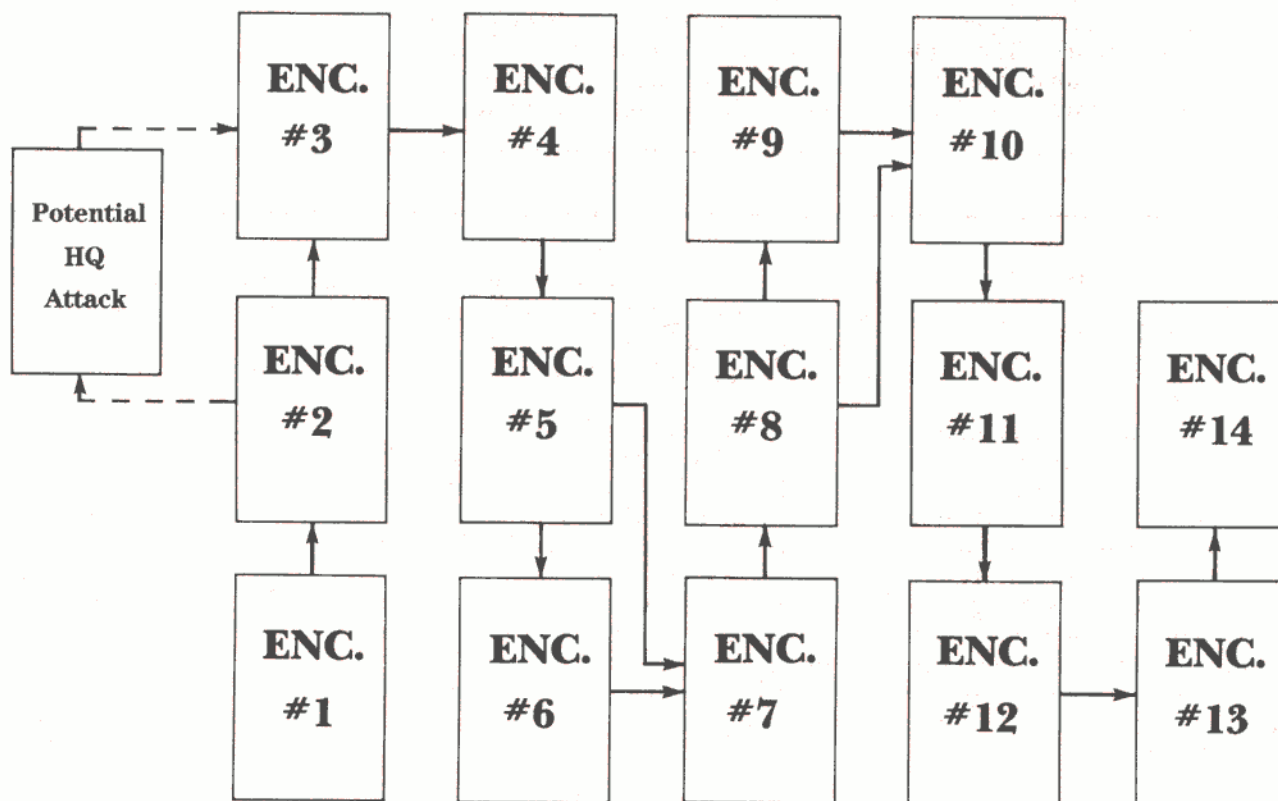 ENC.
#3
ENC.
#4
ENC.
#9
ENC.
#10
Potential
HQ
Attack
ENC.
#2
ENC.
#5
ENC.
#8
ENC.
#11
ENC.
#14
ENC.
#1
ENC.
#6
ENC.
#7
ENC.
#12
ENC.
#13